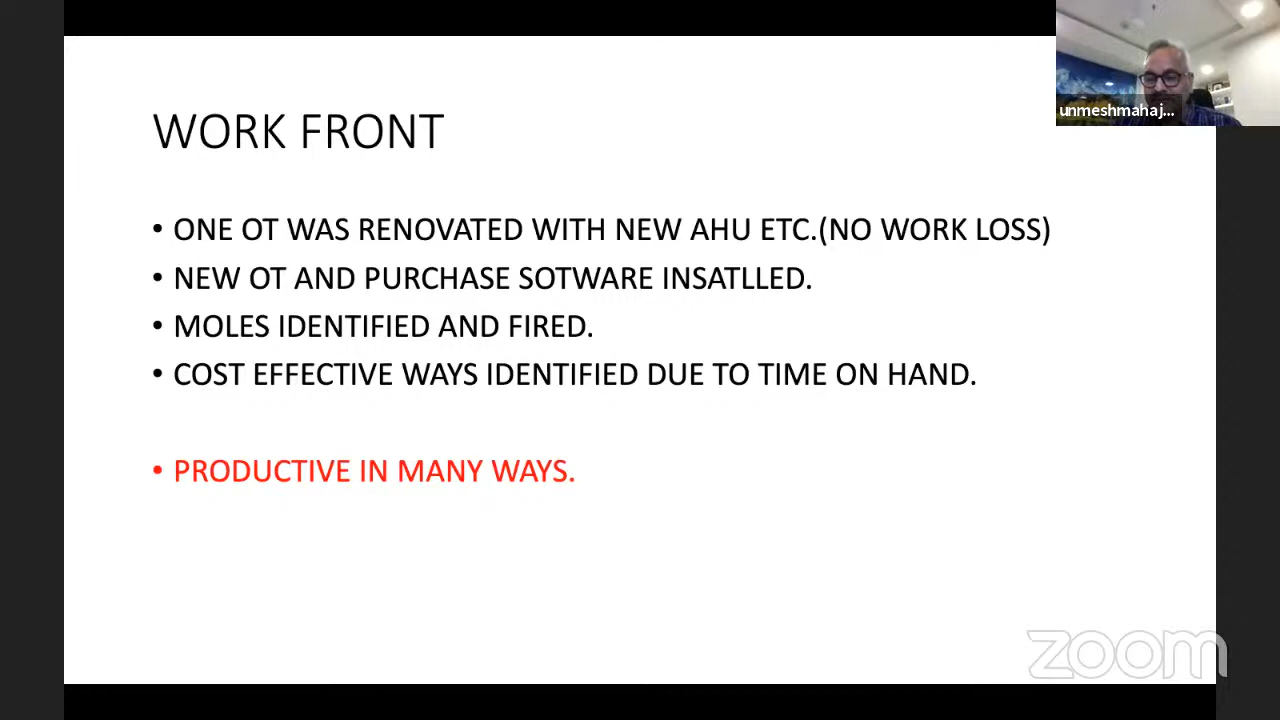 unmeshmahaj...
WORK FRONT
• ONE OT WAS RENOVATED WITH NEW AHU ETC.(NO WORK LOSS)
• NEW OT AND PURCHASE SOTWARE INSATLLED.
• MOLES IDENTIFIED AND FIRED.
• COST EFFECTIVE WAYS IDENTIFIED DUE TO TIME ON HAND.
• PRODUCTIVE IN MANY WAYS.
zoom